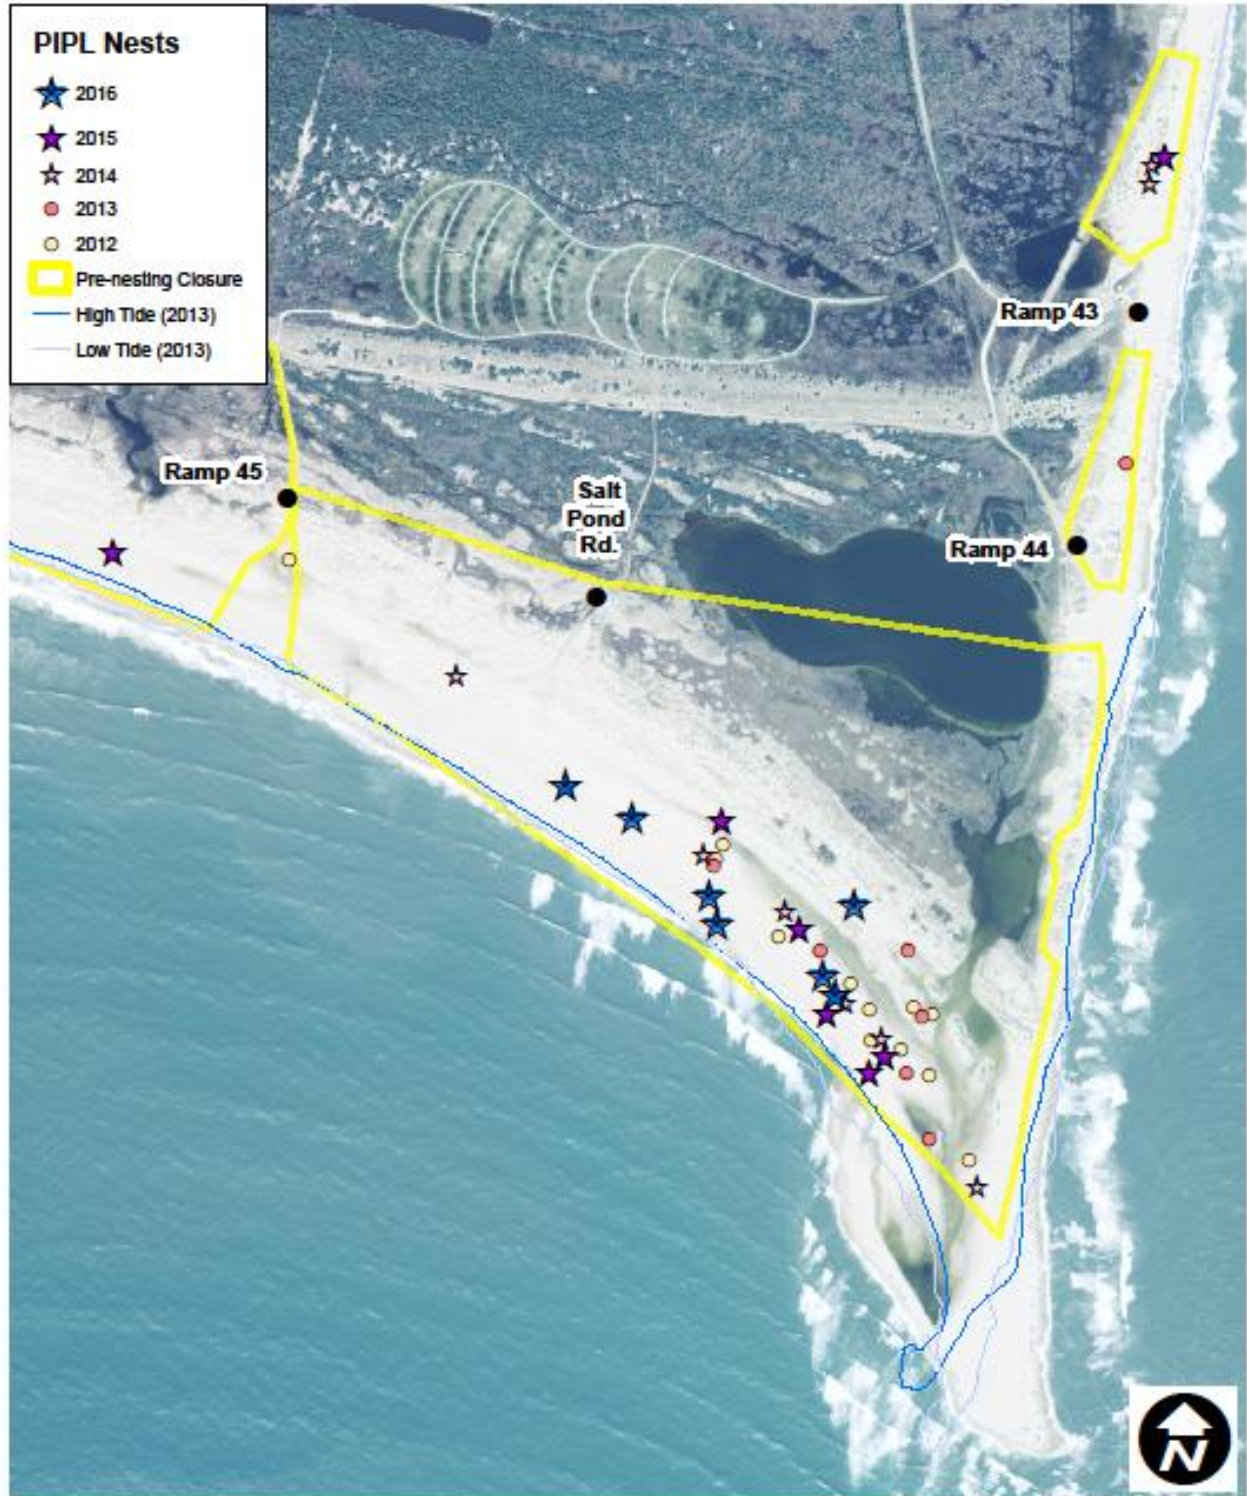 PIPL Nests
2016
2015
2014
2013
2012
Pre-nesting Closure
High Tide (2013)
Low Tide (2013)
Ramp 43
Ramp 45
Salt
Pond
Rd.
Ramp 44
N